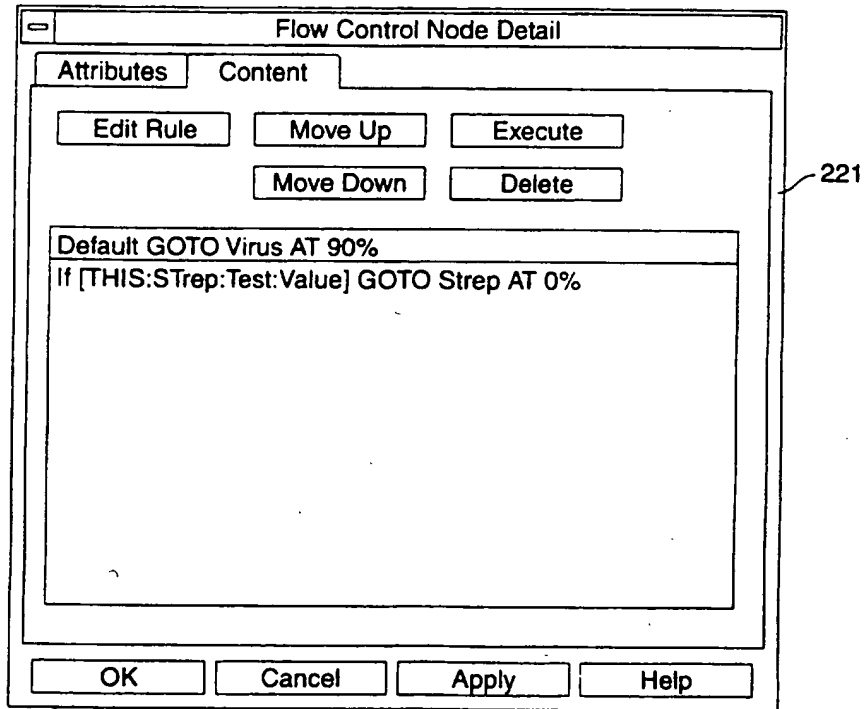 Flow Control Node Detail
Attributes Content
Edit Rule Move Up Execute
Move Down Delete
221
Default GOTO Virus AT 90%
If [THIS:STrep:Test:Value] GOTO Strep AT 0%
OK Cancel Apply Help